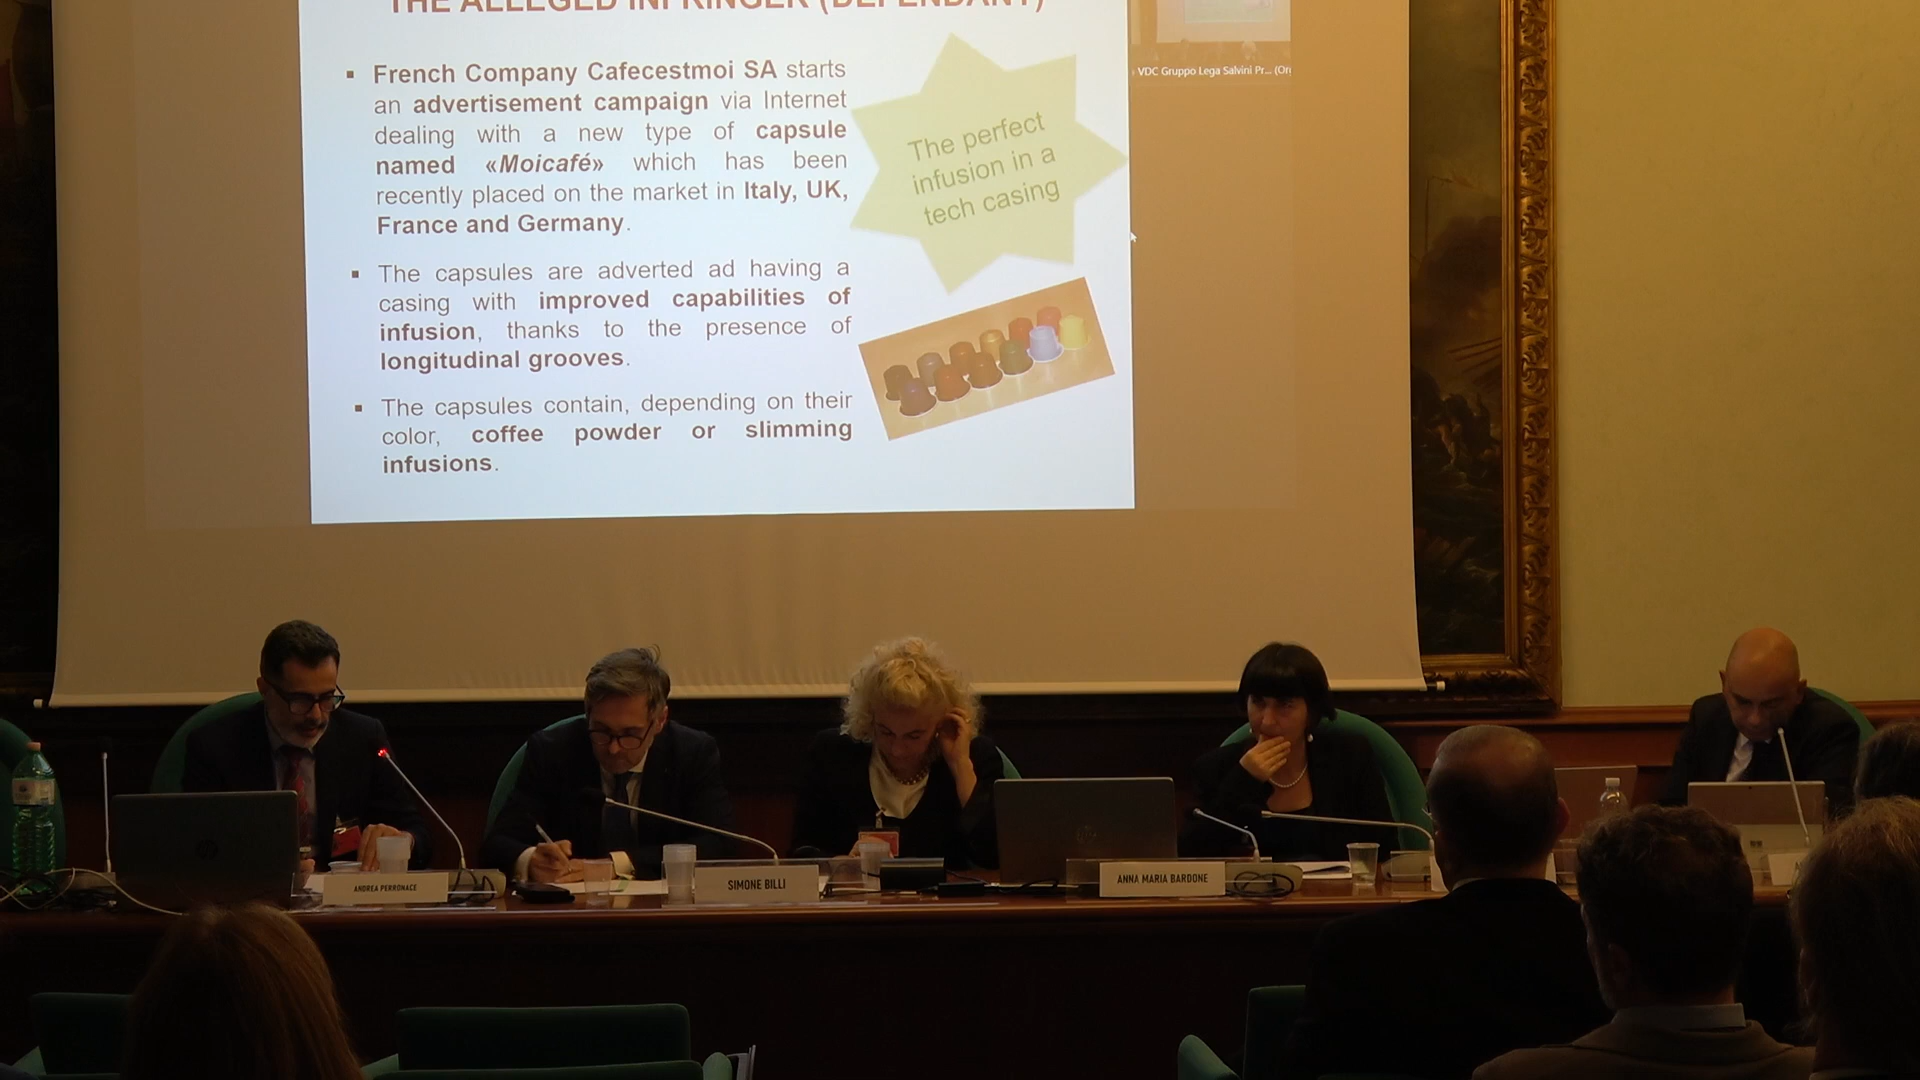 THE ALLEGED INFRINGER (DEFENDANT)
▪ French Company Cafecestmoi SA starts
an advertisement campaign via Internet
dealing with a new type of capsule
named «Moicafé» which has been
recently placed on the market in Italy, UK,
France and Germany.
▪ The capsules are adverted ad having a
casing with improved capabilities of
infusion, thanks to the presence of
longitudinal grooves.
▪ The capsules contain, depending on their
color, coffee powder or slimming
infusions.
The perfect
infusion in a
tech casing
VDC Gruppo Lega Salvini Pr... (Or
ANDREA PERRONACE
SIMONE BILLI
ANNA MARIA BARDONE